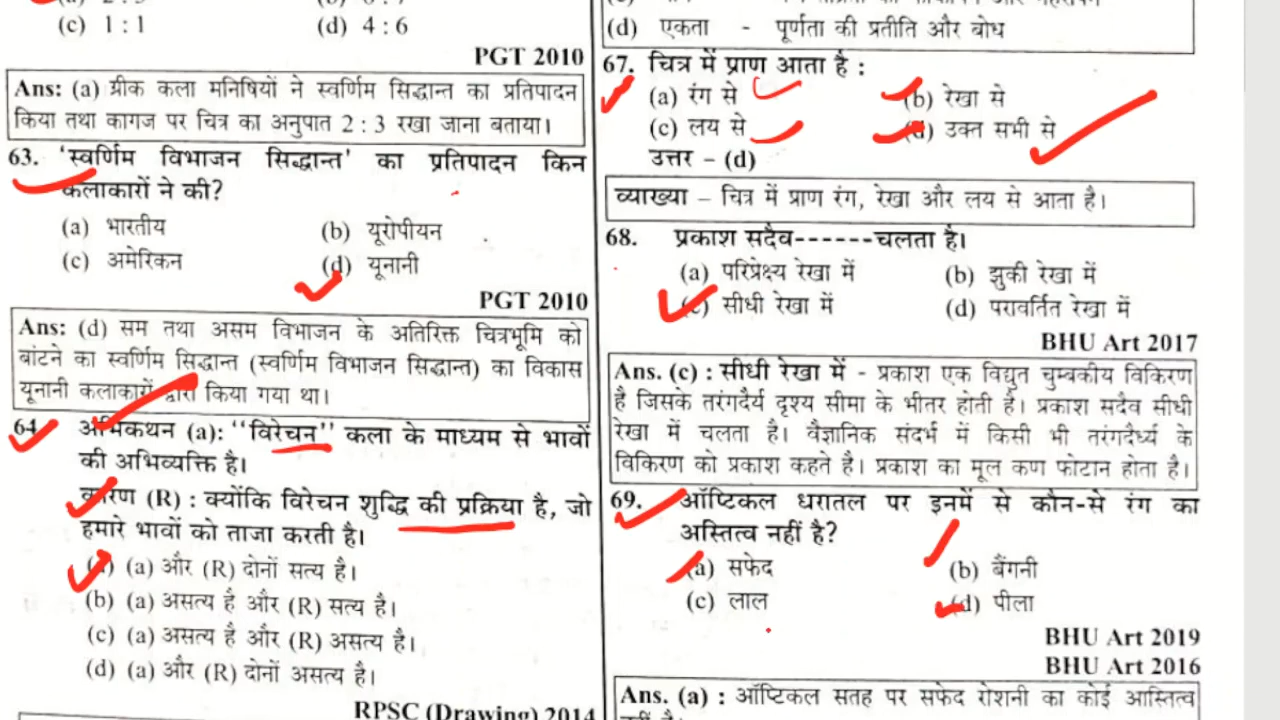 (c) 1 : 1 (d) 4 : 6
PGT 2010
Ans: (a) ग्रीक कला मनिषियों ने स्वर्णिम सिद्धान्त का प्रतिपादन
किया तथा कागज पर चित्र का अनुपात 2 : 3 रखा जाना बताया।
63. ‘स्वर्णिम विभाजन सिद्धान्त’ का प्रतिपादन किन
कलाकारों ने की?
(a) भारतीय (b) यूरोपीयन
(c) अमेरिकन (d) यूनानी
PGT 2010
Ans: (d) सम तथा असम विभाजन के अतिरिक्त चित्रभूमि को
बांटने का स्वर्णिम सिद्धान्त (स्वर्णिम विभाजन सिद्धान्त) का विकास
यूनानी कलाकारों द्वारा किया गया था।
64. अभिकथन (a): ‘‘विरेचन’’ कला के माध्यम से भावों
की अभिव्यक्ति है।
कारण (R) : क्योंकि विरेचन शुद्धि की प्रक्रिया है, जो
हमारे भावों को ताजा करती है।
(a) (a) और (R) दोनों सत्य है।
(b) (a) असत्य है और (R) सत्य है।
(c) (a) असत्य है और (R) असत्य है।
(d) (a) और (R) दोनों असत्य है।
RPSC (Drawing) 2014
(d) एकता - पूर्णता की प्रतीति और बोध
67. चित्र में प्राण आता है :
(a) रंग से (b) रेखा से
(c) लय से (d) उक्त सभी से
उत्तर – (d)
व्याख्या – चित्र में प्राण रंग, रेखा और लय से आता है।
68. प्रकाश सदैव------चलता है।
(a) परिप्रेक्ष्य रेखा में (b) झुकी रेखा में
(c) सीधी रेखा में (d) परावर्तित रेखा में
BHU Art 2017
Ans. (c) : सीधी रेखा में - प्रकाश एक विद्युत चुम्बकीय विकिरण
है जिसके तरंगदैर्य दृश्य सीमा के भीतर होती है। प्रकाश सदैव सीधी
रेखा में चलता है। वैज्ञानिक संदर्भ में किसी भी तरंगदैर्ध्य के
विकिरण को प्रकाश कहते है। प्रकाश का मूल कण फोटान होता है।
69. ऑप्टिकल धरातल पर इनमें से कौन-से रंग का
अस्तित्व नहीं है?
(a) सफेद (b) बैंगनी
(c) लाल (d) पीला
BHU Art 2019
BHU Art 2016
Ans. (a) : ऑप्टिकल सतह पर सफेद रोशनी का कोई आस्तित्व